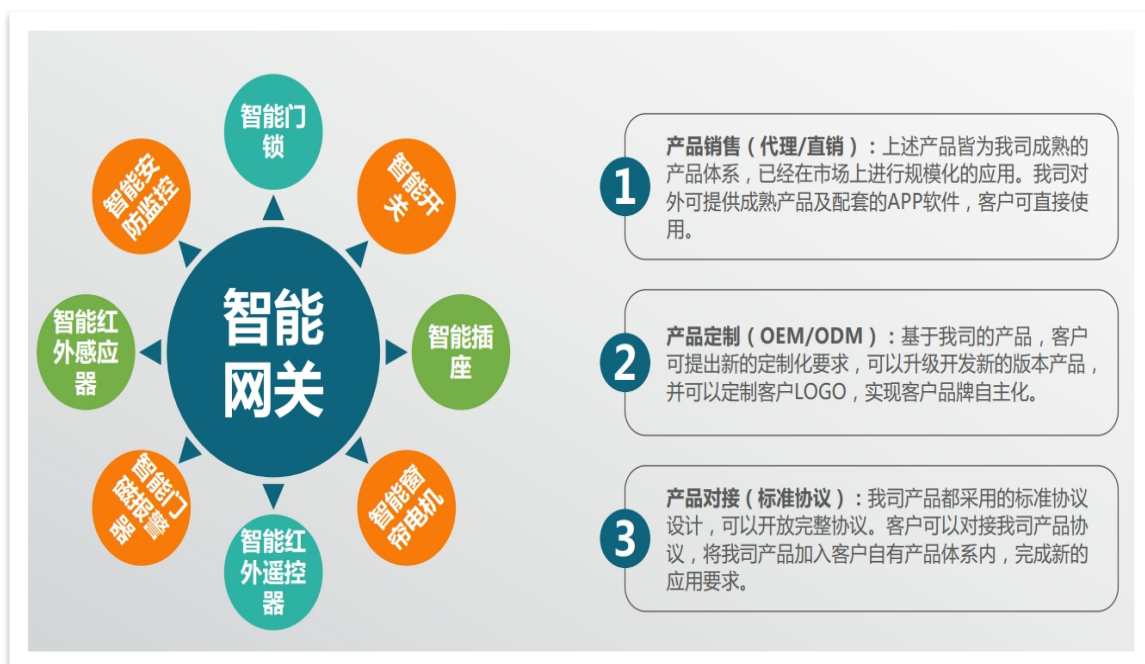 智能门
锁
智能开
关
智能插
座
智能窗
帘电机
智能红
外遥控
器
智能门
磁报警
器
智能红
外感应
器
智能安
防监控
智能
网关
1
产品销售（代理/直销）：上述产品皆为我司成熟的
产品体系，已经在市场上进行规模化的应用。我司对
外可提供成熟产品及配套的APP软件，客户可直接使
用。
2
产品定制（OEM/ODM）：基于我司的产品，客户
可提出新的定制化要求，可以升级开发新的版本产品，
并可以定制客户LOGO，实现客户品牌自主化。
3
产品对接（标准协议）：我司产品都采用的标准协议
设计，可以开放完整协议。客户可以对接我司产品协
议，将我司产品加入客户自有产品体系内，完成新的
应用要求。